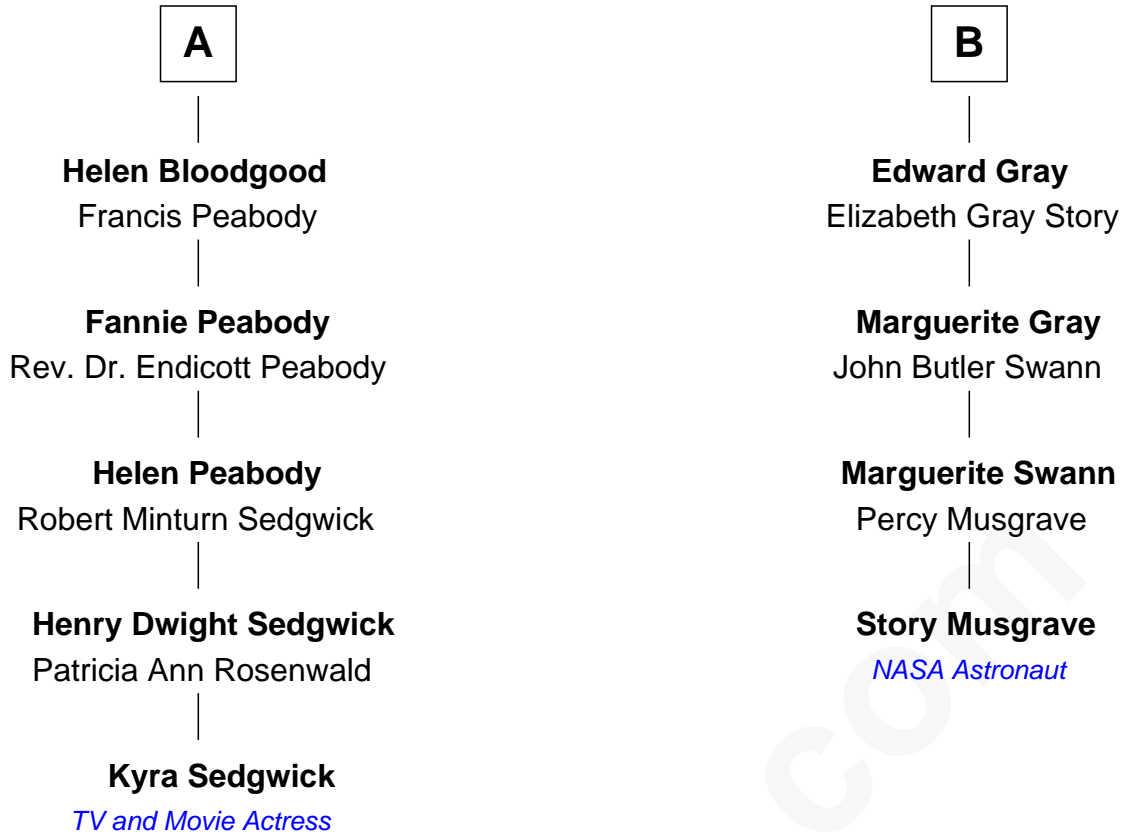 A
Helen Bloodgood
Francis Peabody
Fannie Peabody
Rev. Dr. Endicott Peabody
Helen Peabody
Robert Minturn Sedgwick
Henry Dwight Sedgwick
Patricia Ann Rosenwald
Kyra Sedgwick
TV and Movie Actress
B
Edward Gray
Elizabeth Gray Story
Marguerite Gray
John Butler Swann
Marguerite Swann
Percy Musgrave
Story Musgrave
NASA Astronaut
com